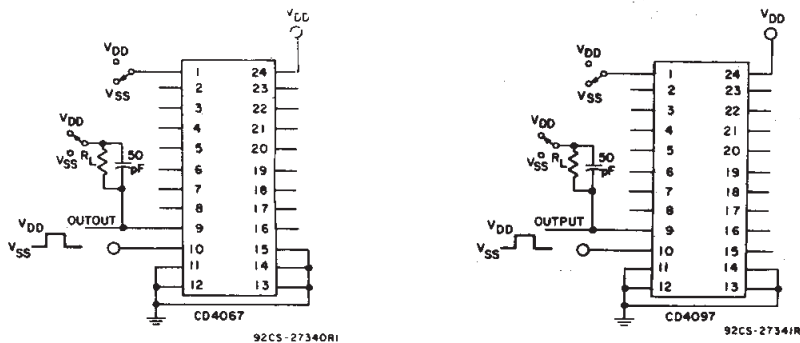 VDD
VDD
VSS
1 24
2 23
3 22
4 21
5 20
6 19
7 18
8 17
9 16
10 15
11 14
12 13
VDD
VSS
RL
50
pF
OUTOUT
VDD
VSS
CD4067
92CS-27340RI
VDD
VDD
VSS
1 24
2 23
3 22
4 21
5 20
6 19
7 18
8 17
9 16
10 15
11 14
12 13
VDD
VSS
RL
50
pF
OUTPUT
VDD
VSS
CD4097
92CS-27341R